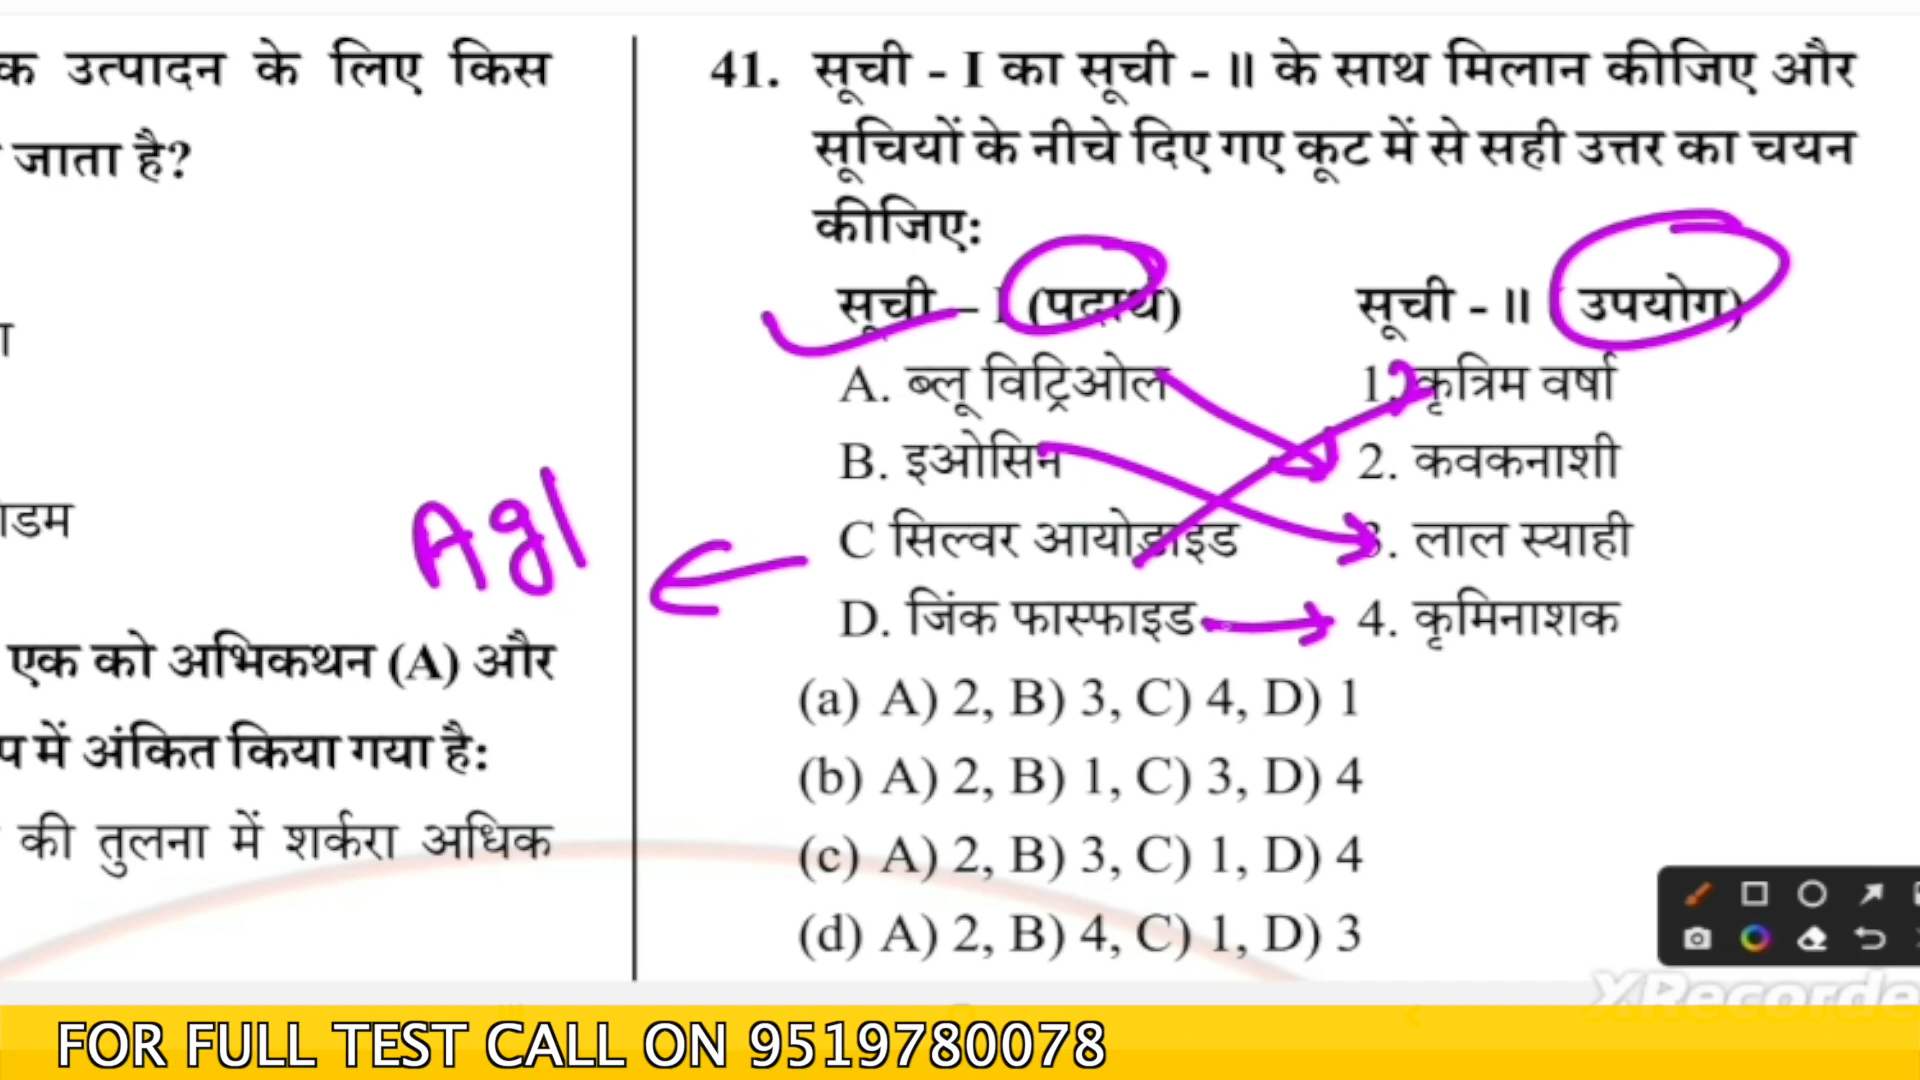 उत्पादन के लिए किस
जाता है?
डम
एक को अभिकथन (A) और
में अंकित किया गया है:
की तुलना में शर्करा अधिक
AgI
41. सूची - I का सूची - II के साथ मिलान कीजिए और
सूचियों के नीचे दिए गए कूट में से सही उत्तर का चयन
कीजिए:
सूची – I (पदार्थ) सूची - II (उपयोग)
A. ब्लू विट्रिओल 1. कृत्रिम वर्षा
B. इओसिन 2. कवकनाशी
C सिल्वर आयोडाइड 3. लाल स्याही
D. जिंक फास्फाइड 4. कृमिनाशक
(a) A) 2, B) 3, C) 4, D) 1
(b) A) 2, B) 1, C) 3, D) 4
(c) A) 2, B) 3, C) 1, D) 4
(d) A) 2, B) 4, C) 1, D) 3
XRecorde
FOR FULL TEST CALL ON 9519780078